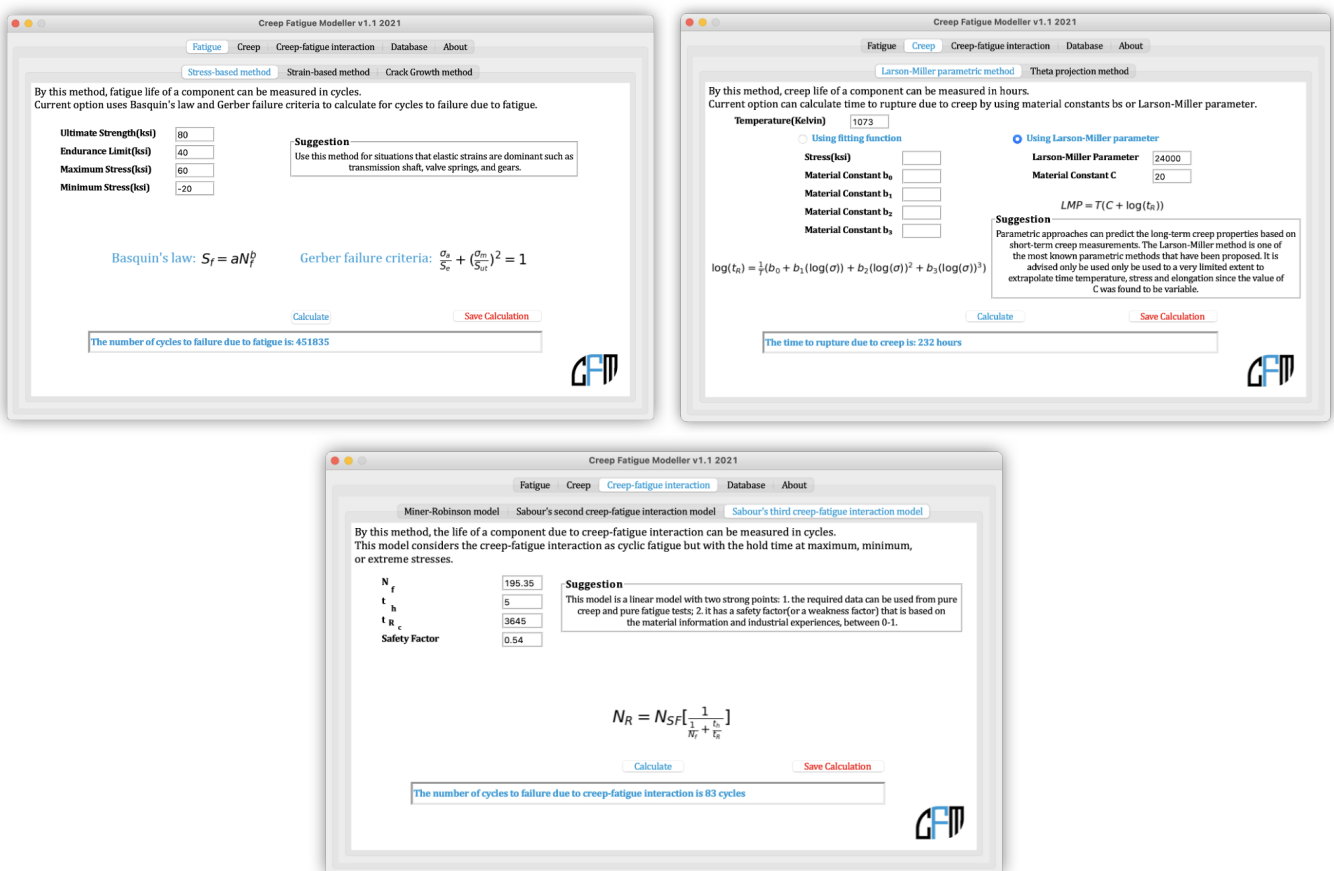 Creep Fatigue Modeller v1.1 2021
Fatigue Creep Creep-fatigue interaction Database About
Stress-based method Strain-based method Crack Growth method
By this method, fatigue life of a component can be measured in cycles.
Current option uses Basquin's law and Gerber failure criteria to calculate for cycles to failure due to fatigue.
Ultimate Strength(ksi) 80
Endurance Limit(ksi) 40
Maximum Stress(ksi) 60
Minimum Stress(ksi) -20
Suggestion
Use this method for situations that elastic strains are dominant such as
transmission shaft, valve springs, and gears.
Basquin's law: S_f = aN_f^b Gerber failure criteria: σ_a/S_e + (σ_m/S_ut)^2 = 1
Calculate Save Calculation
The number of cycles to failure due to fatigue is: 451835
CFM
Creep Fatigue Modeller v1.1 2021
Fatigue Creep Creep-fatigue interaction Database About
Larson-Miller parametric method Theta projection method
By this method, creep life of a component can be measured in hours.
Current option can calculate time to rupture due to creep by using material constants bs or Larson-Miller parameter.
Temperature(Kelvin) 1073
Using fitting function
Stress(ksi)
Material Constant b₀
Material Constant b₁
Material Constant b₂
Material Constant b₃
log(t_R) = 1/T(b₀ + b₁(log(σ)) + b₂(log(σ))² + b₃(log(σ))³)
Using Larson-Miller parameter
Larson-Miller Parameter 24000
Material Constant C 20
LMP = T(C + log(t_R))
Suggestion
Parametric approaches can predict the long-term creep properties based on
short-term creep measurements. The Larson-Miller method is one of
the most known parametric methods that have been proposed. It is
advised only be used only be used to a very limited extent to
extrapolate time temperature, stress and elongation since the value of
C was found to be variable.
Calculate Save Calculation
The time to rupture due to creep is: 232 hours
CFM
Creep Fatigue Modeller v1.1 2021
Fatigue Creep Creep-fatigue interaction Database About
Miner-Robinson model Sabour's second creep-fatigue interaction model Sabour's third creep-fatigue interaction model
By this method, the life of a component due to creep-fatigue interaction can be measured in cycles.
This model considers the creep-fatigue interaction as cyclic fatigue but with the hold time at maximum, minimum,
or extreme stresses.
N_f 195.35
t_h 5
t_R_c 3645
Safety Factor 0.54
Suggestion
This model is a linear model with two strong points: 1. the required data can be used from pure
creep and pure fatigue tests; 2. it has a safety factor(or a weakness factor) that is based on
the material information and industrial experiences, between 0-1.
N_R = N_SF[1/(1/N_f + t_h/t_R)]
Calculate Save Calculation
The number of cycles to failure due to creep-fatigue interaction is 83 cycles
CFM